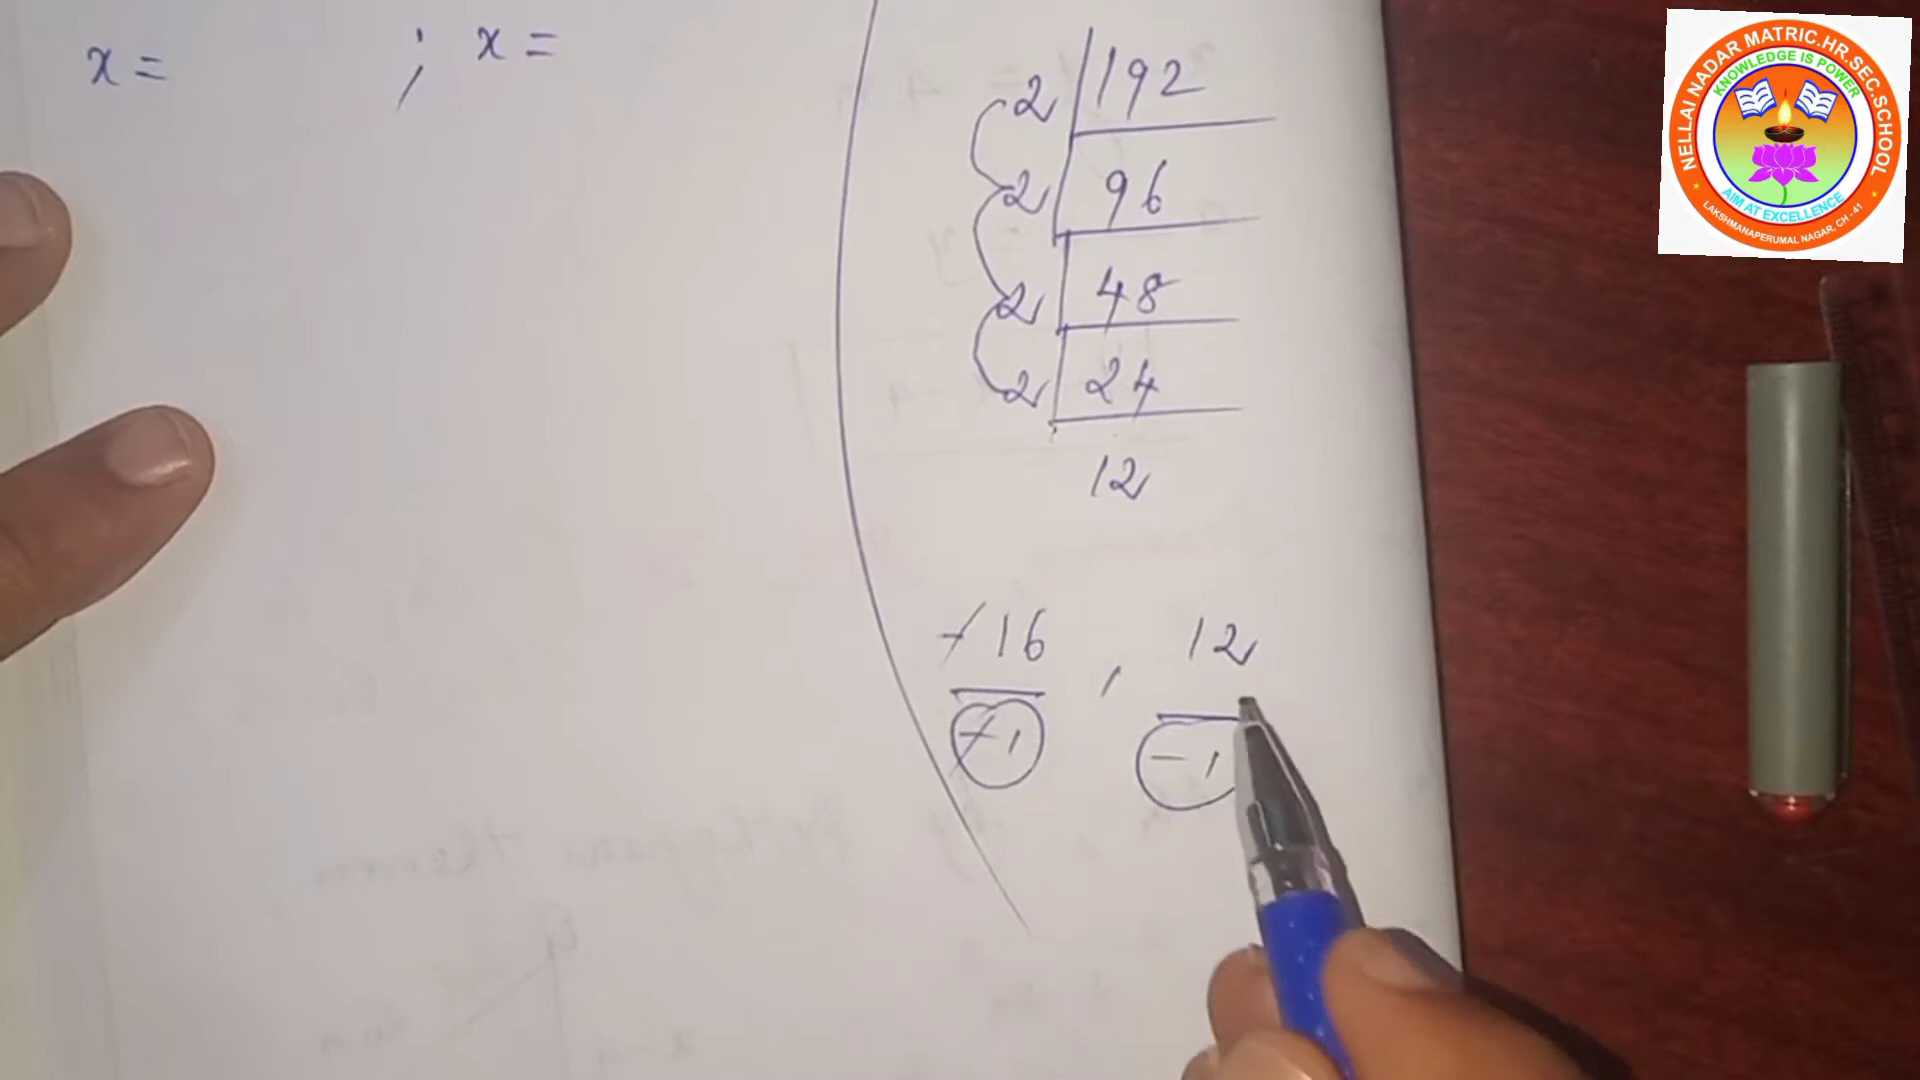 x = ; x =
2 | 192
2 | 96
2 | 48
2 | 24
12
-16 , 12
-1 -1
NELLAI NADAR MATRIC.HR.SEC.SCHOOL
KNOWLEDGE IS POWER
AIM AT EXCELLENCE
LAKSHMANAPERUMAL NAGAR, CH - 41